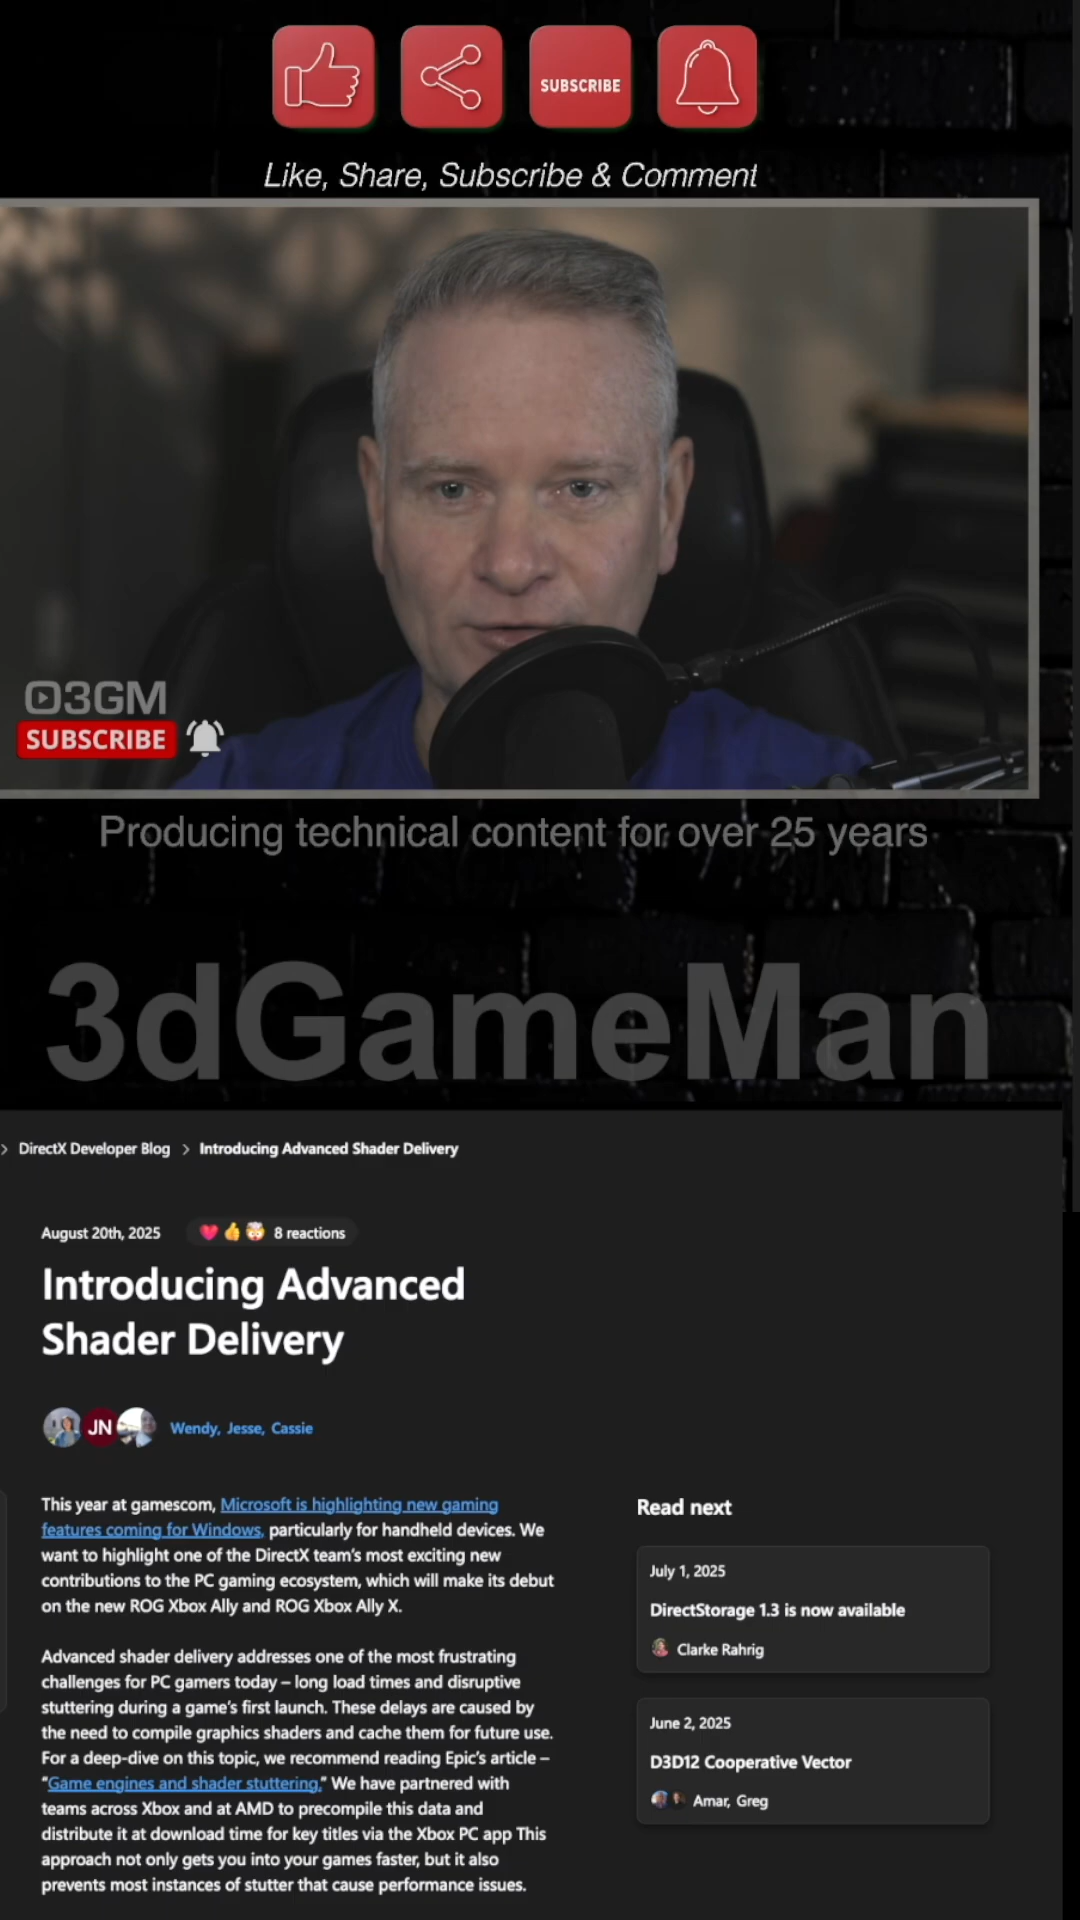 SUBSCRIBE
Like, Share, Subscribe & Comment
3GM
SUBSCRIBE
Producing technical content for over 25 years
3dGameMan
> DirectX Developer Blog > Introducing Advanced Shader Delivery
August 20th, 2025 8 reactions
Introducing Advanced
Shader Delivery
JN Wendy, Jesse, Cassie
This year at gamescom, Microsoft is highlighting new gaming
features coming for Windows, particularly for handheld devices. We
want to highlight one of the DirectX team's most exciting new
contributions to the PC gaming ecosystem, which will make its debut
on the new ROG Xbox Ally and ROG Xbox Ally X.
Advanced shader delivery addresses one of the most frustrating
challenges for PC gamers today – long load times and disruptive
stuttering during a game's first launch. These delays are caused by
the need to compile graphics shaders and cache them for future use.
For a deep-dive on this topic, we recommend reading Epic's article –
"Game engines and shader stuttering." We have partnered with
teams across Xbox and at AMD to precompile this data and
distribute it at download time for key titles via the Xbox PC app This
approach not only gets you into your games faster, but it also
prevents most instances of stutter that cause performance issues.
Read next
July 1, 2025
DirectStorage 1.3 is now available
Clarke Rahrig
June 2, 2025
D3D12 Cooperative Vector
Amar, Greg